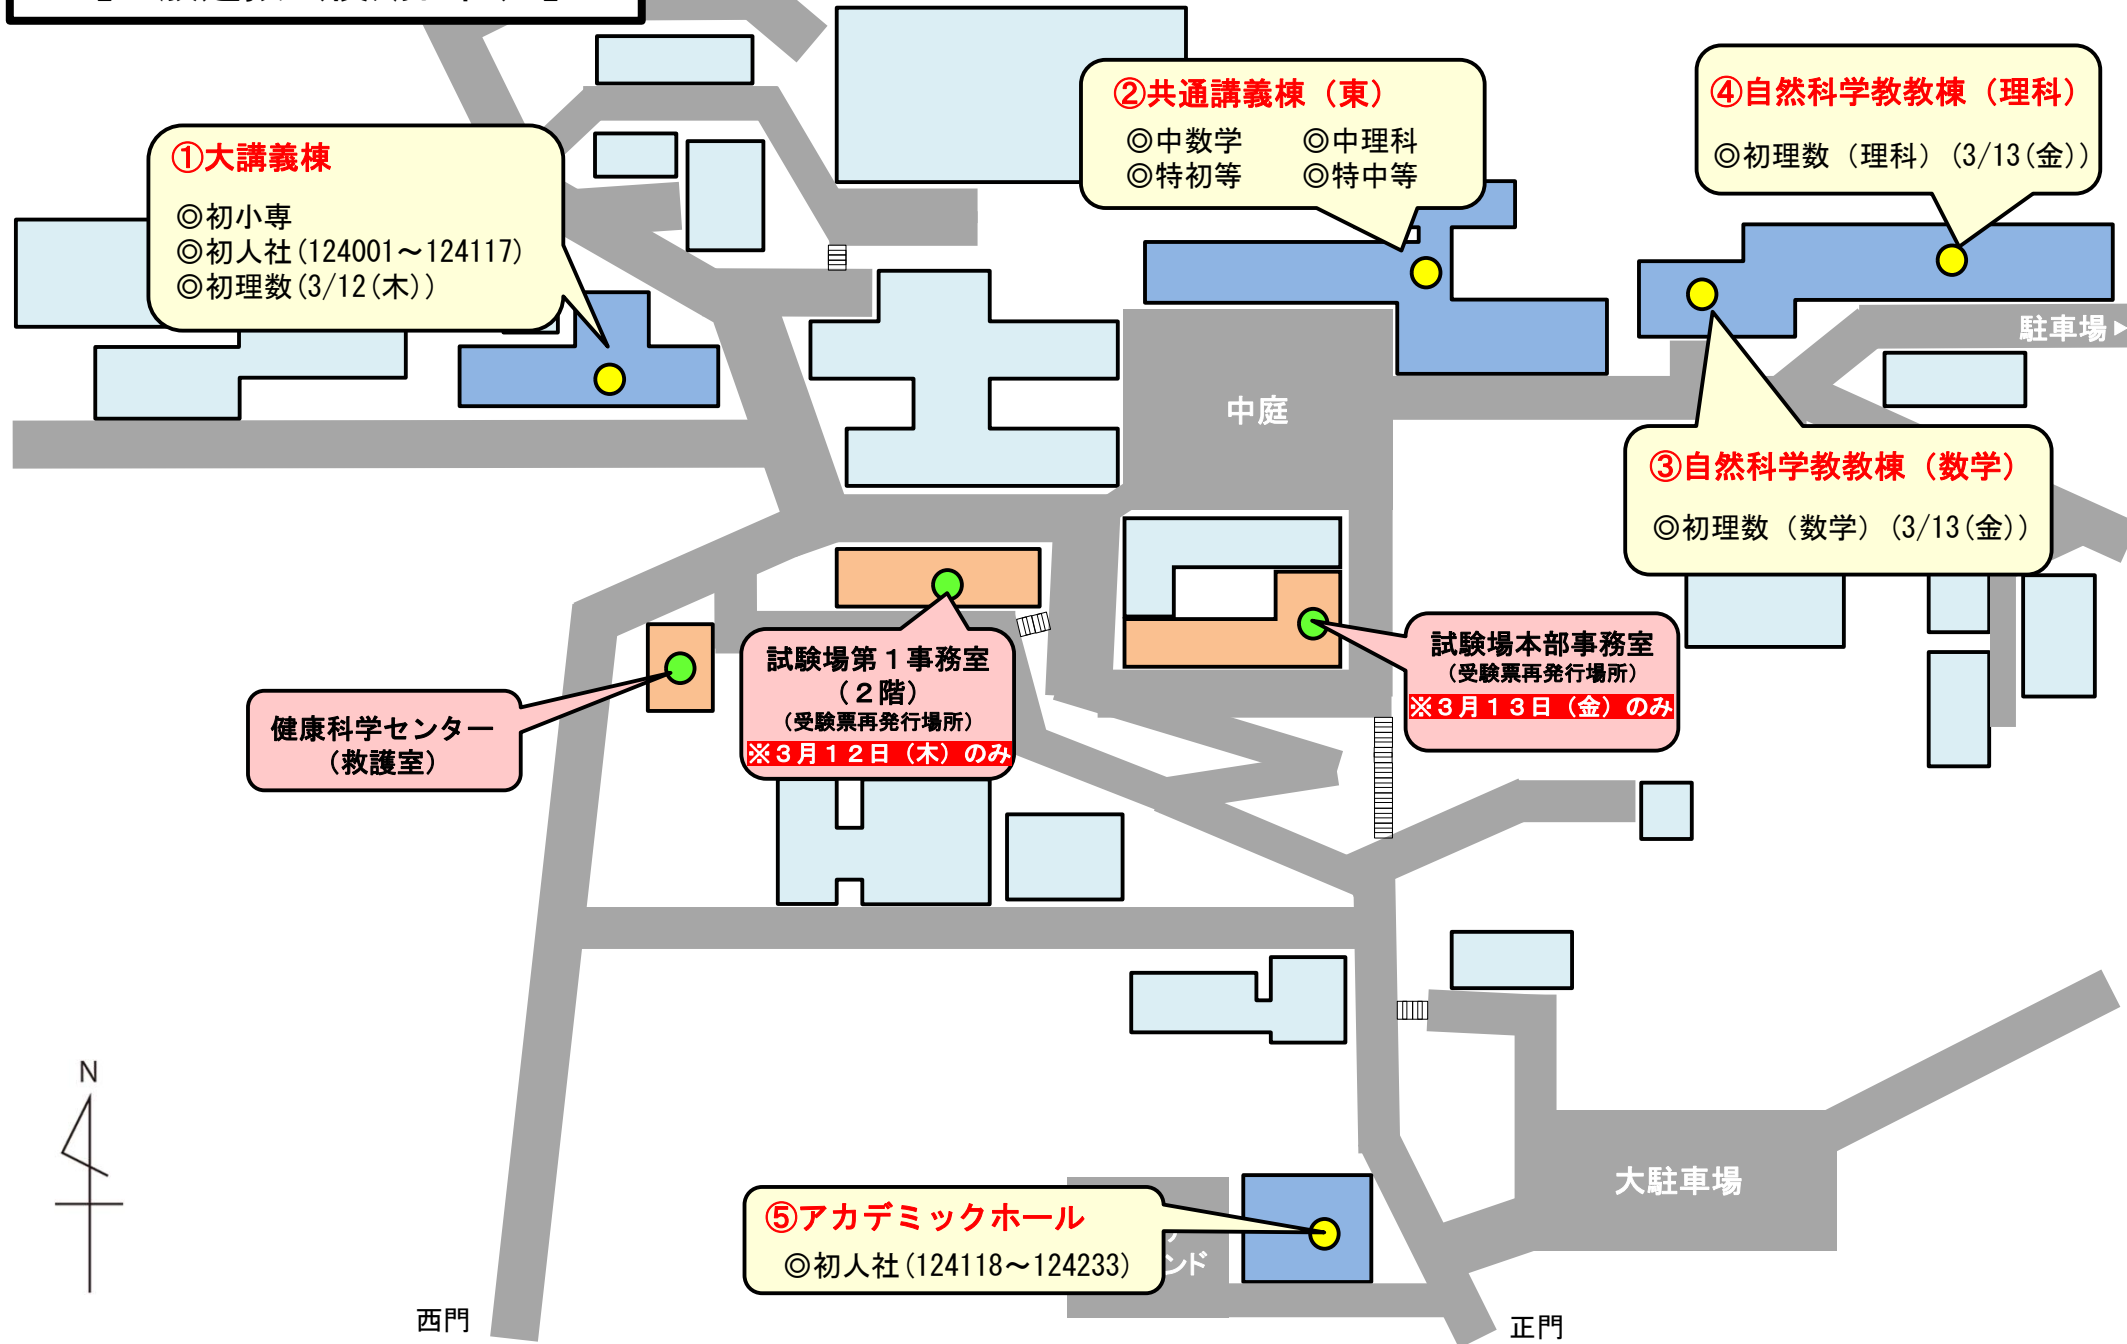 ①大講義棟
◎初小専
◎初人社(124001～124117)
◎初理数(3/12(木))
②共通講義棟（東）
◎中数学　◎中理科
◎特初等　◎特中等
④自然科学教教棟（理科）
◎初理数（理科）(3/13(金))
駐車場▶
中庭
③自然科学教教棟（数学）
◎初理数（数学）(3/13(金))
試験場第１事務室
（２階）
（受験票再発行場所）
※３月１２日（木）のみ
試験場本部事務室
（受験票再発行場所）
※３月１３日（金）のみ
健康科学センター
（救護室）
N
大駐車場
⑤アカデミックホール
◎初人社(124118～124233)
ンド
西門
正門